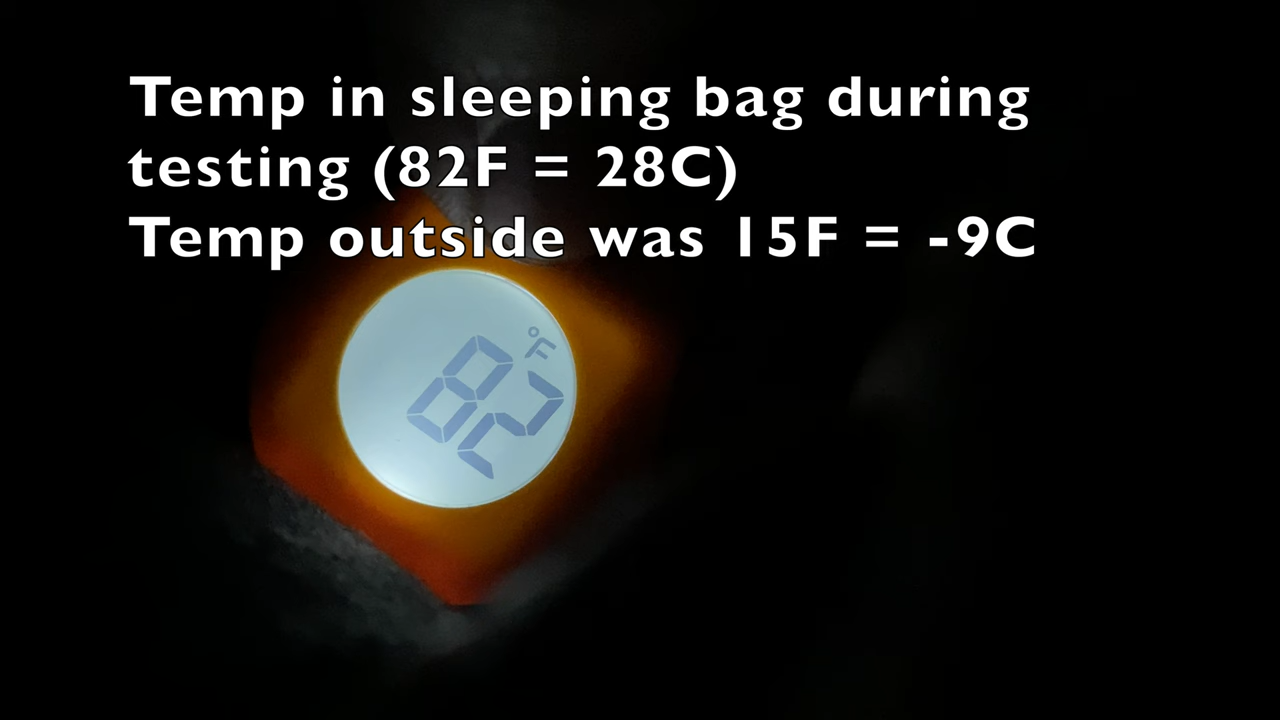 Temp in sleeping bag during
testing (82F = 28C)
Temp outside was 15F = -9C
°F
82